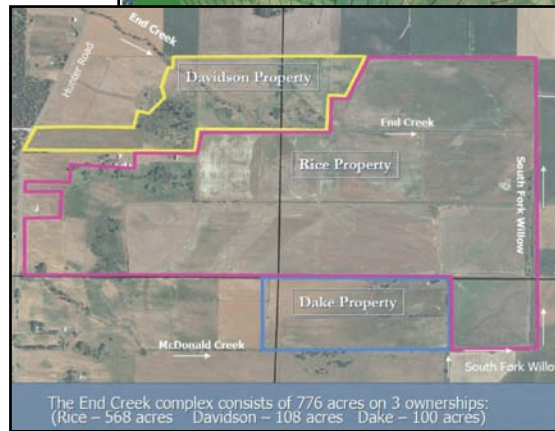 End Creek
Hunter Road
Davidson Property
End Creek
Rice Property
South Fork Willow
Dake Property
McDonald Creek
South Fork Willow
The End Creek complex consists of 776 acres on 3 ownerships:
(Rice – 568 acres Davidson – 108 acres Dake – 100 acres)